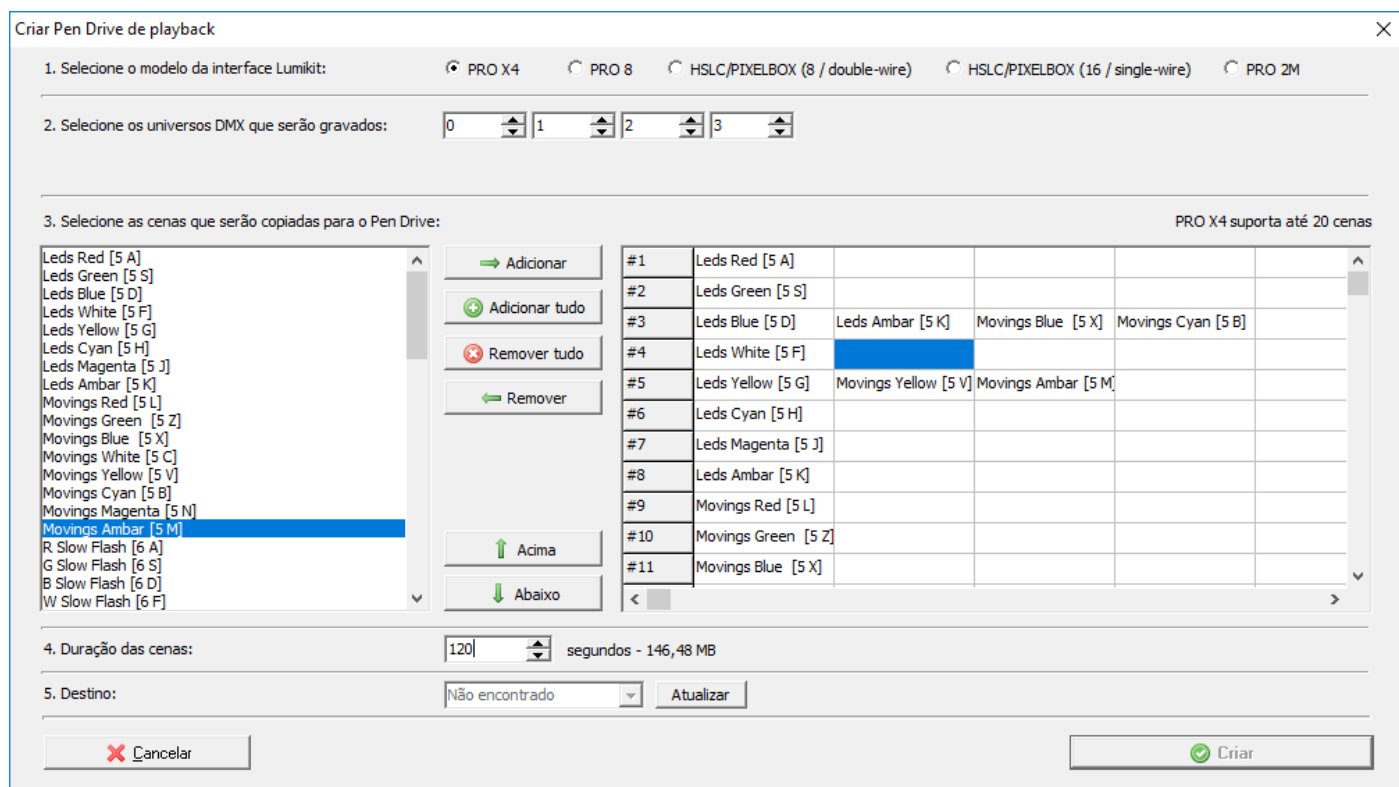 Criar Pen Drive de playback
1. Selecione o modelo da interface Lumikit: PRO X4 PRO 8 HSLC/PIXELBOX (8 / double-wire) HSLC/PIXELBOX (16 / single-wire) PRO 2M
2. Selecione os universos DMX que serão gravados: 0 1 2 3
3. Selecione as cenas que serão copiadas para o Pen Drive: PRO X4 suporta até 20 cenas
Leds Red [5 A]
Leds Green [5 S]
Leds Blue [5 D]
Leds White [5 F]
Leds Yellow [5 G]
Leds Cyan [5 H]
Leds Magenta [5 J]
Leds Ambar [5 K]
Movings Red [5 L]
Movings Green [5 Z]
Movings Blue [5 X]
Movings White [5 C]
Movings Yellow [5 V]
Movings Cyan [5 B]
Movings Magenta [5 N]
Movings Ambar [5 M]
R Slow Flash [6 A]
G Slow Flash [6 S]
B Slow Flash [6 D]
W Slow Flash [6 F]
Adicionar
Adicionar tudo
Remover tudo
Remover
Acima
Abaixo
#1 Leds Red [5 A]
#2 Leds Green [5 S]
#3 Leds Blue [5 D] Leds Ambar [5 K] Movings Blue [5 X] Movings Cyan [5 B]
#4 Leds White [5 F]
#5 Leds Yellow [5 G] Movings Yellow [5 V] Movings Ambar [5 M]
#6 Leds Cyan [5 H]
#7 Leds Magenta [5 J]
#8 Leds Ambar [5 K]
#9 Movings Red [5 L]
#10 Movings Green [5 Z]
#11 Movings Blue [5 X]
4. Duração das cenas: 120 segundos - 146,48 MB
5. Destino: Não encontrado Atualizar
Cancelar Criar